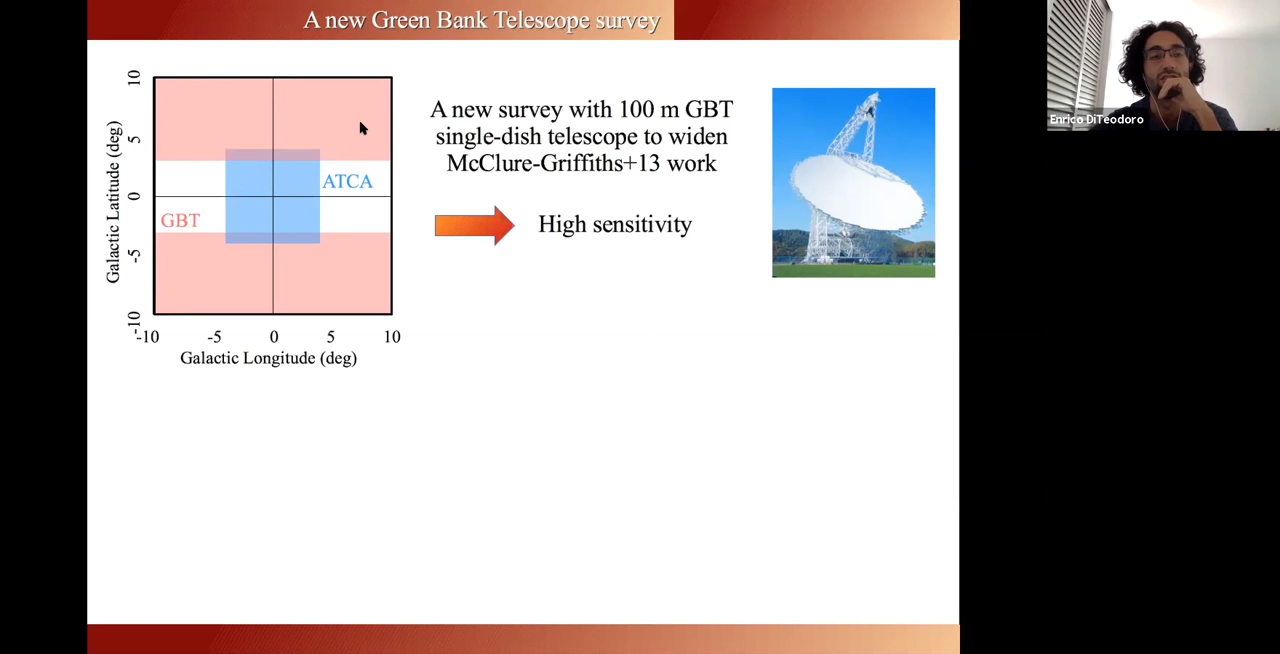 A new Green Bank Telescope survey
Enrico DiTeodoro
10
5
0
-5
-10
Galactic Latitude (deg)
ATCA
GBT
-10
-5
0
5
10
Galactic Longitude (deg)
A new survey with 100 m GBT
single-dish telescope to widen
McClure-Griffiths+13 work
High sensitivity